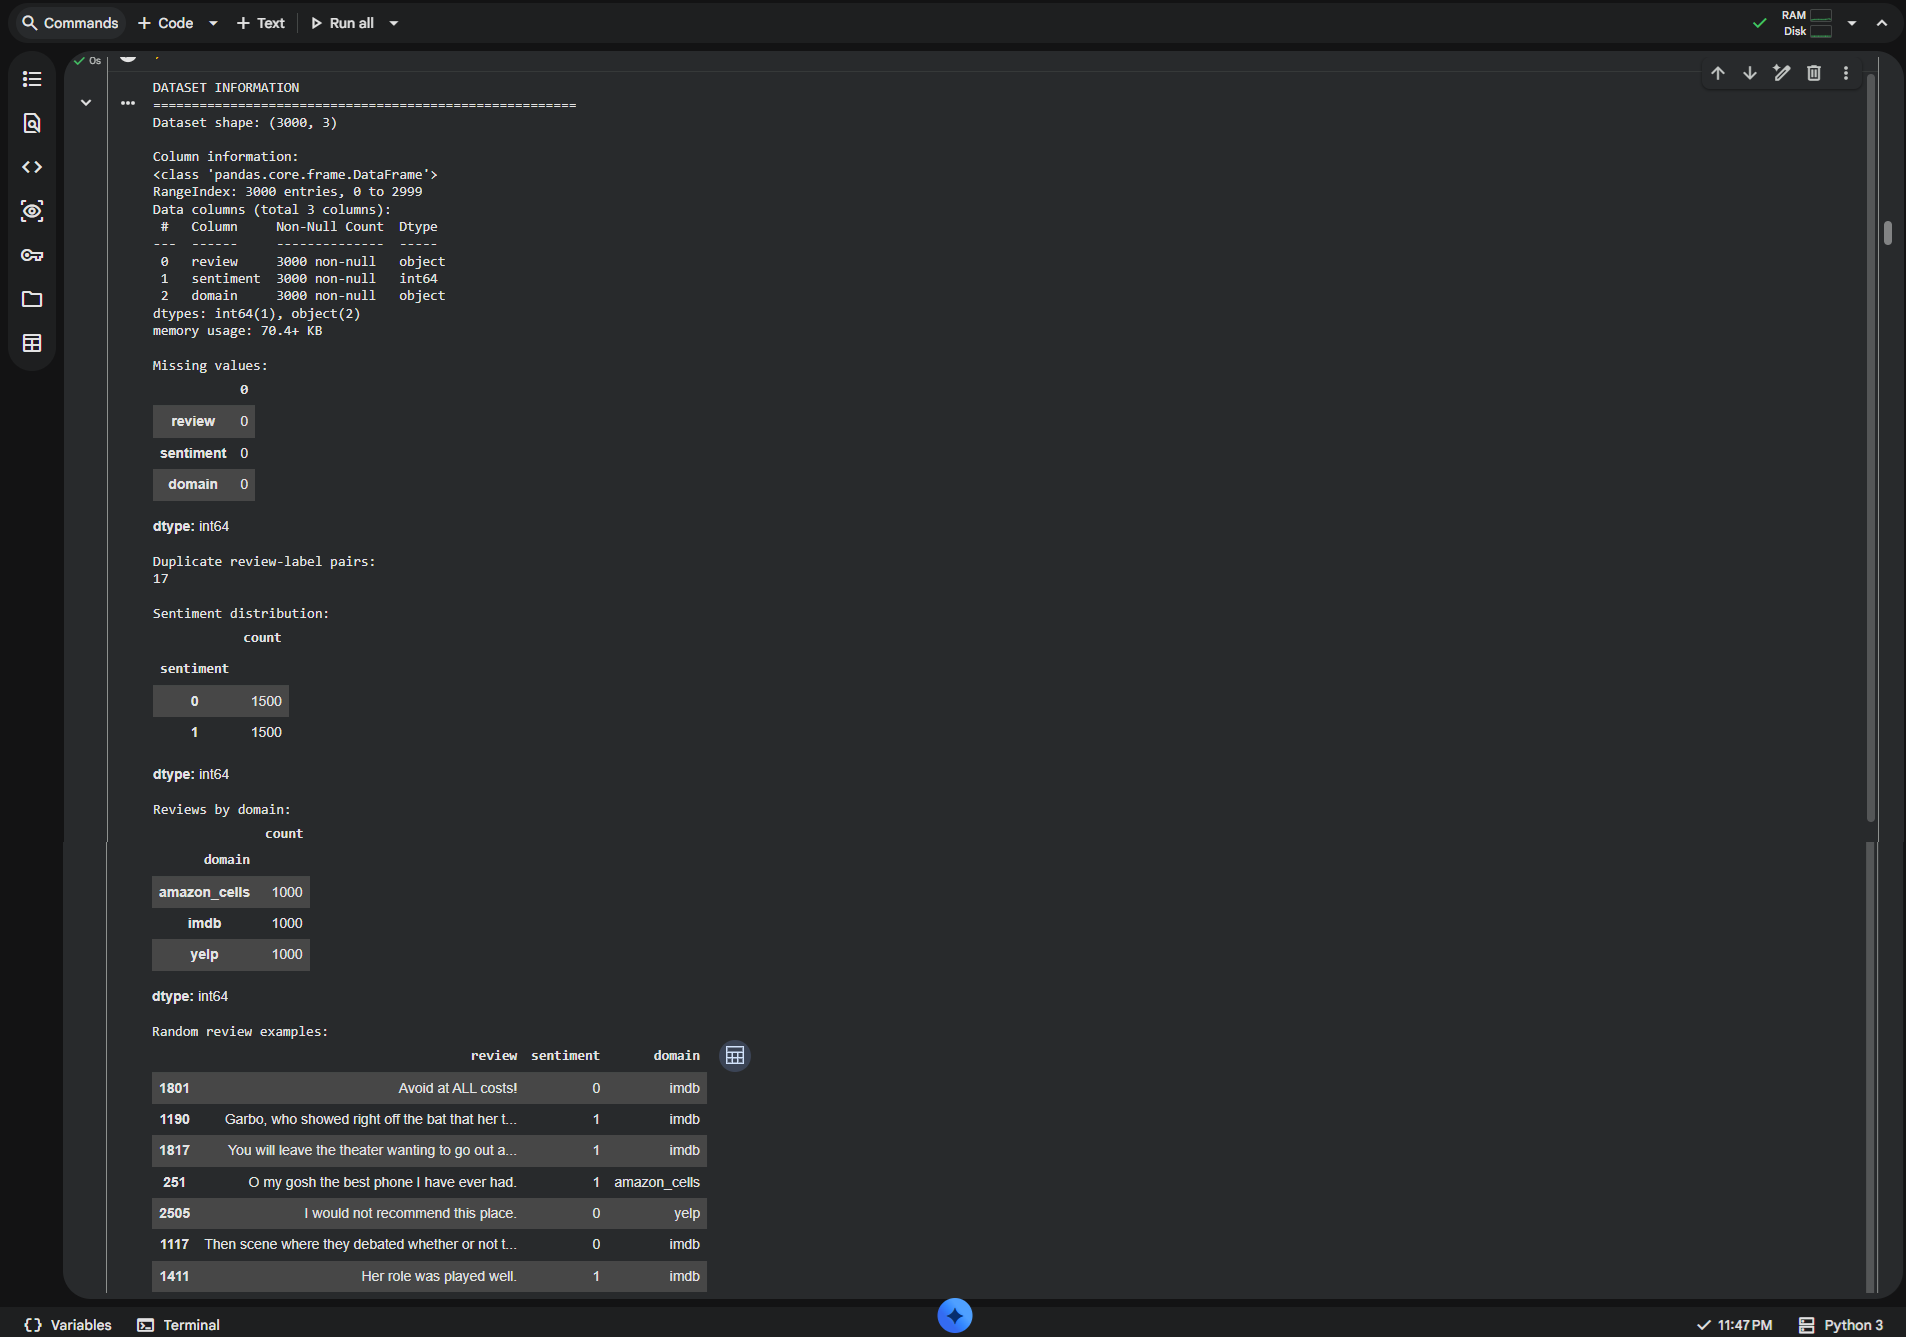 Commands + Code + Text Run all RAM
Disk
0s
DATASET INFORMATION
=======================================================
Dataset shape: (3000, 3)
Column information:
<class 'pandas.core.frame.DataFrame'>
RangeIndex: 3000 entries, 0 to 2999
Data columns (total 3 columns):
 #   Column     Non-Null Count  Dtype
---  ------     --------------  -----
 0   review     3000 non-null   object
 1   sentiment  3000 non-null   int64
 2   domain     3000 non-null   object
dtypes: int64(1), object(2)
memory usage: 70.4+ KB
Missing values:
0
review 0
sentiment 0
domain 0
dtype: int64
Duplicate review-label pairs:
17
Sentiment distribution:
count
sentiment
0 1500
1 1500
dtype: int64
Reviews by domain:
count
domain
amazon_cells 1000
imdb 1000
yelp 1000
dtype: int64
Random review examples:
review sentiment domain
1801 Avoid at ALL costs! 0 imdb
1190 Garbo, who showed right off the bat that her t... 1 imdb
1817 You will leave the theater wanting to go out a... 1 imdb
251 O my gosh the best phone I have ever had. 1 amazon_cells
2505 I would not recommend this place. 0 yelp
1117 Then scene where they debated whether or not t... 0 imdb
1411 Her role was played well. 1 imdb
{} Variables Terminal 11:47 PM Python 3